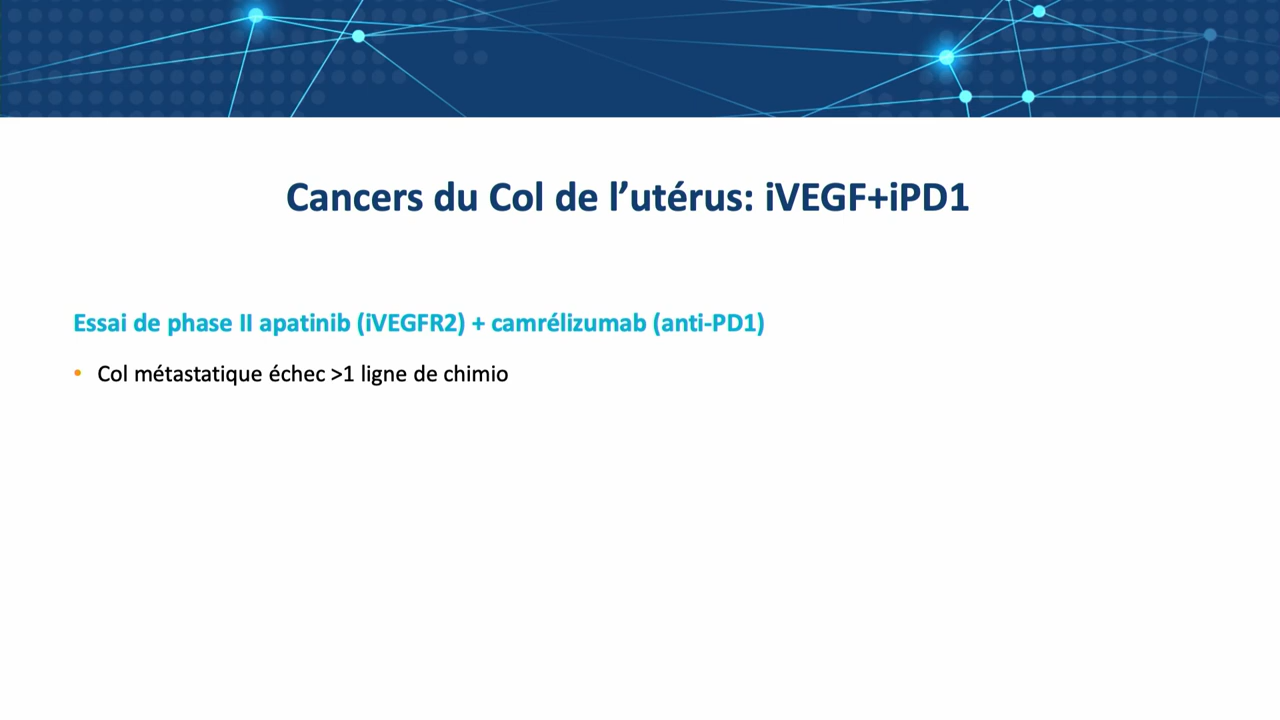 Cancers du Col de l’utérus: iVEGF+iPD1
Essai de phase II apatinib (iVEGFR2) + camrélizumab (anti-PD1)
• Col métastatique échec >1 ligne de chimio